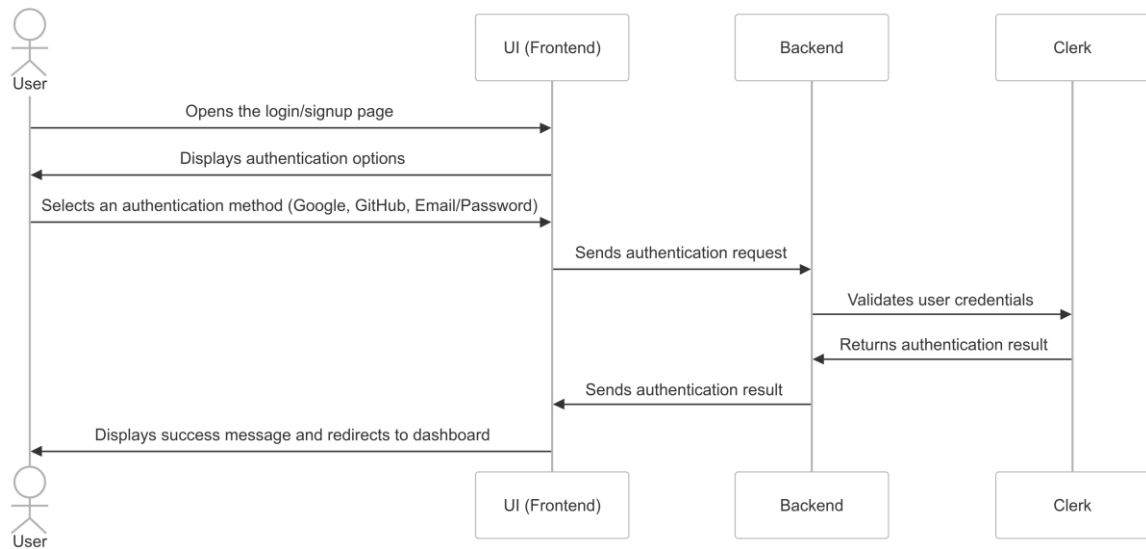 UI (Frontend)
Backend
Clerk
User
Opens the login/signup page
Displays authentication options
Selects an authentication method (Google, GitHub, Email/Password)
Sends authentication request
Validates user credentials
Returns authentication result
Sends authentication result
Displays success message and redirects to dashboard
UI (Frontend)
Backend
Clerk
User